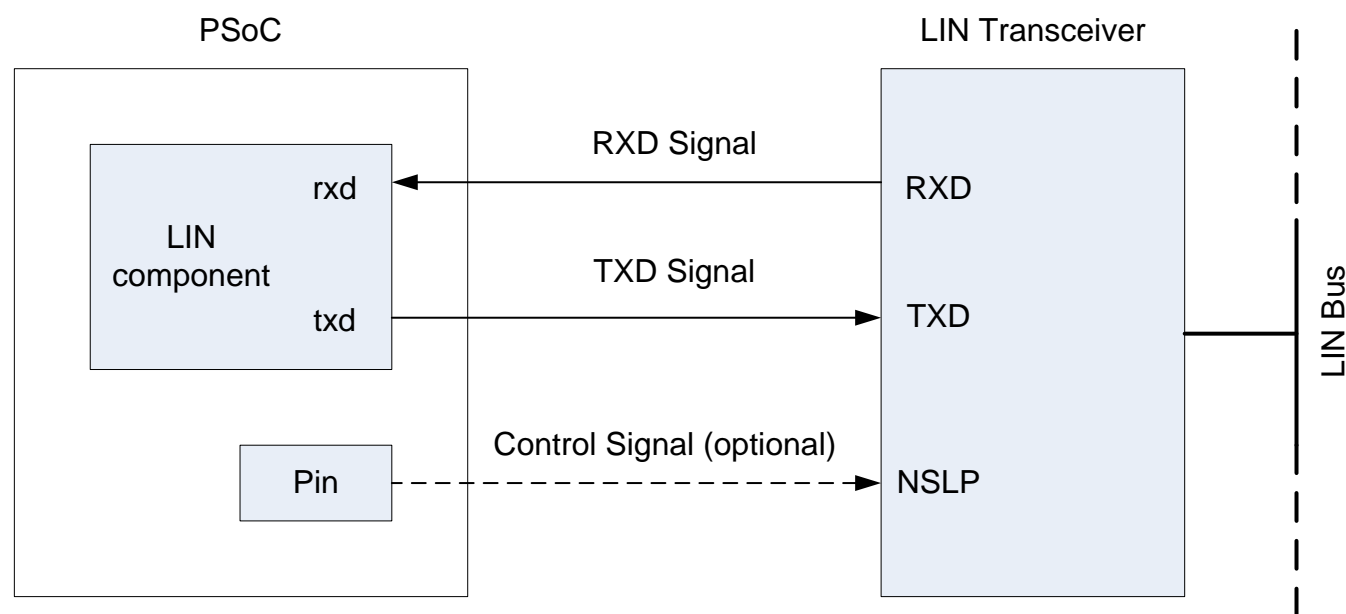 PSoC
LIN Transceiver
RXD Signal
rxd
RXD
LIN
component
TXD Signal
txd
TXD
LIN Bus
Control Signal (optional)
Pin
NSLP